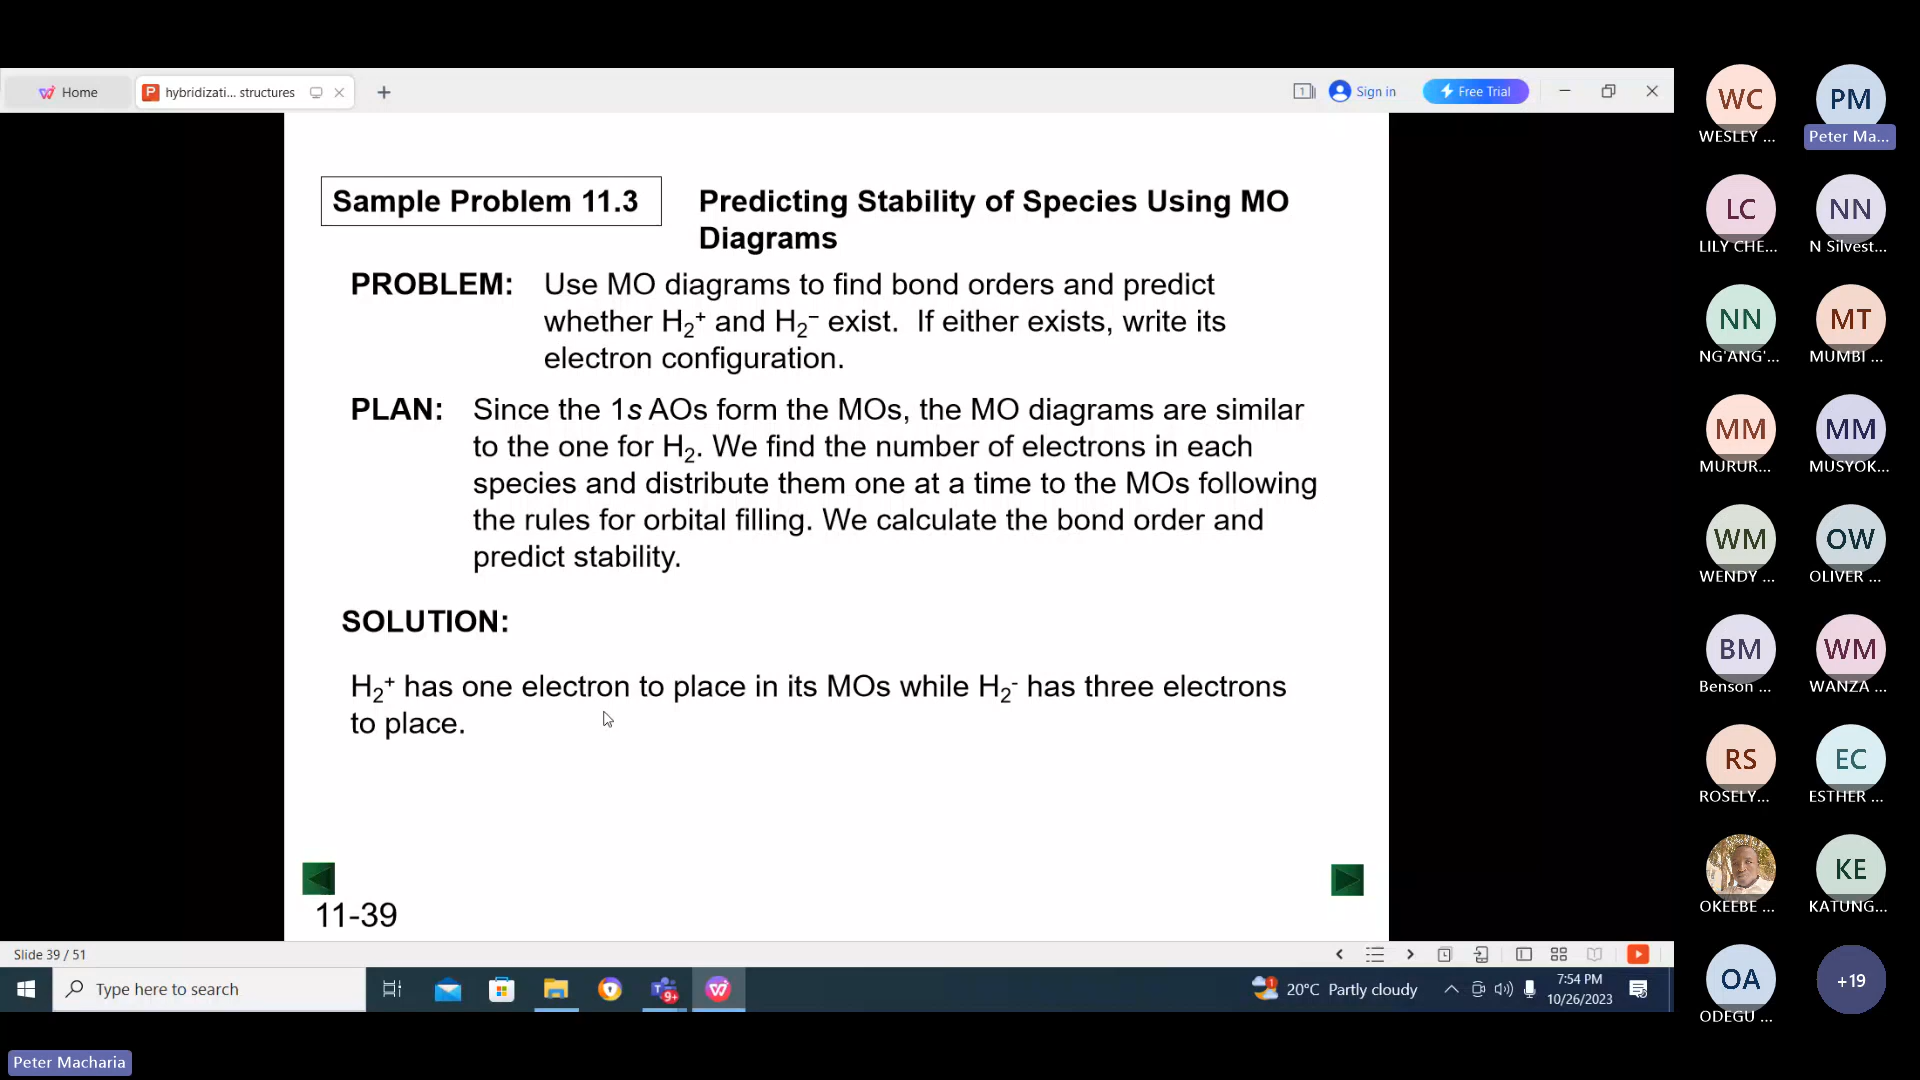 Home
hybridizati... structures
Sign in
Free Trial
Sample Problem 11.3
Predicting Stability of Species Using MO
Diagrams
PROBLEM: Use MO diagrams to find bond orders and predict
whether H₂⁺ and H₂⁻ exist. If either exists, write its
electron configuration.
PLAN: Since the 1s AOs form the MOs, the MO diagrams are similar
to the one for H₂. We find the number of electrons in each
species and distribute them one at a time to the MOs following
the rules for orbital filling. We calculate the bond order and
predict stability.
SOLUTION:
H₂⁺ has one electron to place in its MOs while H₂⁻ has three electrons
to place.
11-39
Slide 39 / 51
Type here to search
9+
1
20°C Partly cloudy
7:54 PM
10/26/2023
Peter Macharia
WC
WESLEY ...
PM
Peter Ma...
LC
LILY CHE...
NN
N Silvest...
NN
NG'ANG'...
MT
MUMBI ...
MM
MURUR...
MM
MUSYOK...
WM
WENDY ...
OW
OLIVER ...
BM
Benson ...
WM
WANZA ...
RS
ROSELY...
EC
ESTHER ...
OKEEBE ...
KE
KATUNG...
OA
ODEGU ...
+19